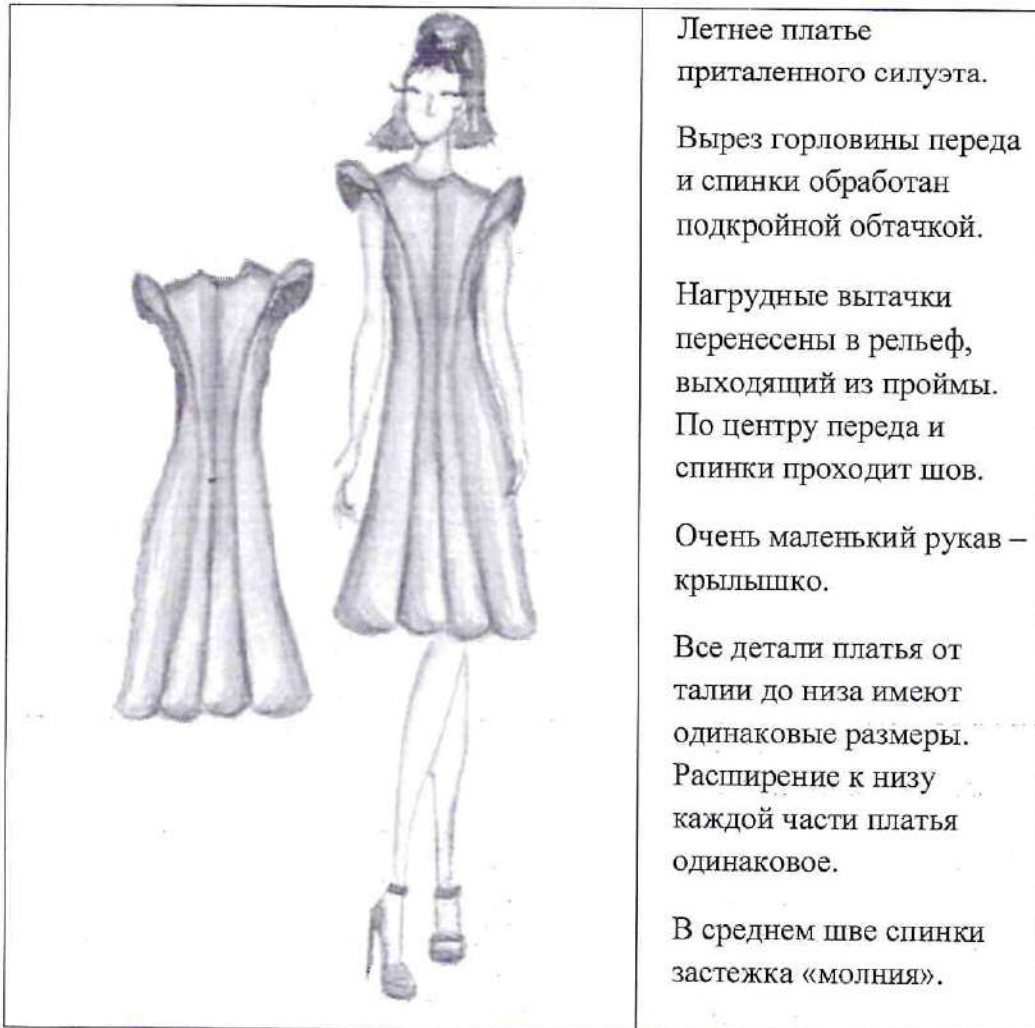 Летнее платье
приталенного силуэта.
Вырез горловины переда
и спинки обработан
подкройной обтачкой.
Нагрудные вытачки
перенесены в рельеф,
выходящий из проймы.
По центру переда и
спинки проходит шов.
Очень маленький рукав –
крылышко.
Все детали платья от
талии до низа имеют
одинаковые размеры.
Расширение к низу
каждой части платья
одинаковое.
В среднем шве спинки
застежка «молния».